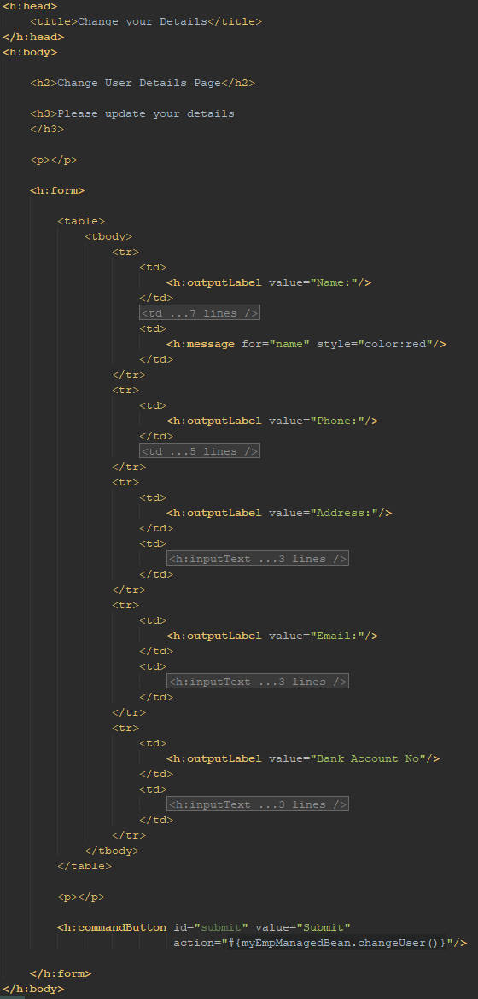 <h:head>
<title>Change your Details</title>
</h:head>
<h:body>
<h2>Change User Details Page</h2>
<h3>Please update your details
</h3>
<p></p>
<h:form>
<table>
<tbody>
<tr>
<td>
<h:outputLabel value="Name:"/>
</td>
<td ...7 lines />
<td>
<h:message for="name" style="color:red"/>
</td>
</tr>
<tr>
<td>
<h:outputLabel value="Phone:"/>
</td>
<td ...5 lines />
</tr>
<tr>
<td>
<h:outputLabel value="Address:"/>
</td>
<td>
<h:inputText ...3 lines />
</td>
</tr>
<tr>
<td>
<h:outputLabel value="Email:"/>
</td>
<td>
<h:inputText ...3 lines />
</td>
</tr>
<tr>
<td>
<h:outputLabel value="Bank Account No"/>
</td>
<td>
<h:inputText ...3 lines />
</td>
</tr>
</tbody>
</table>
<p></p>
<h:commandButton id="submit" value="Submit"
action="#{myEmpManagedBean.changeUser()}"/>
</h:form>
</h:body>